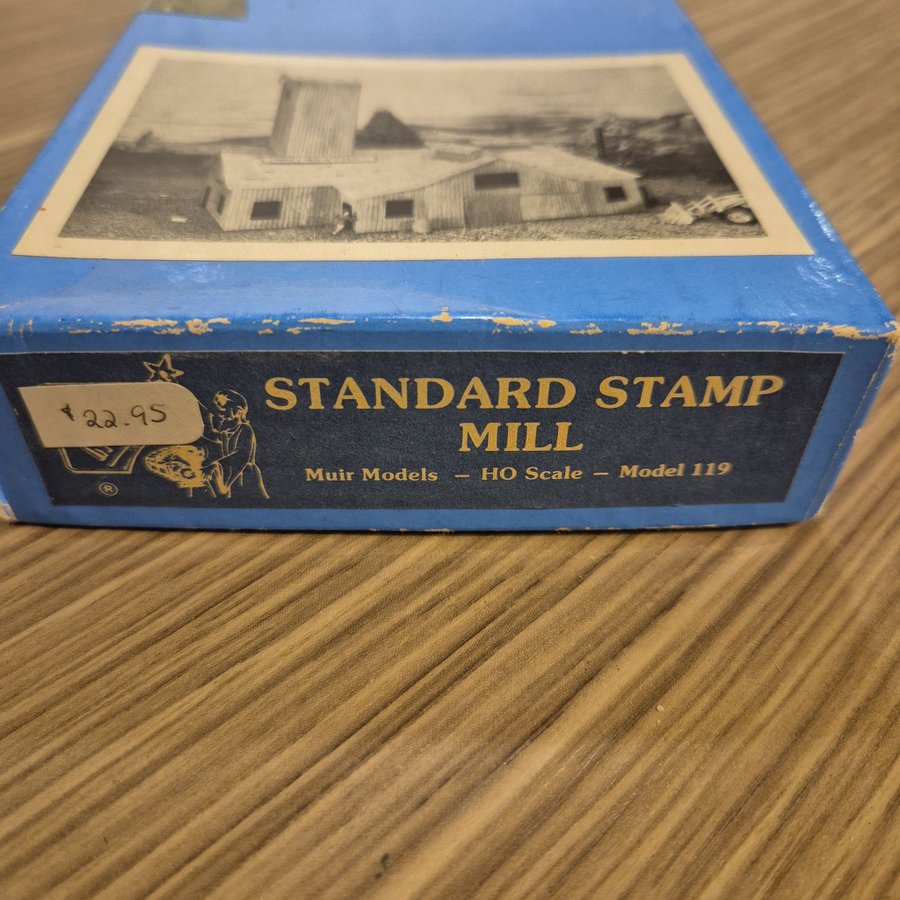 STANDARD STAMP
MILL
Muir Models – HO Scale – Model 119
$22.95
®